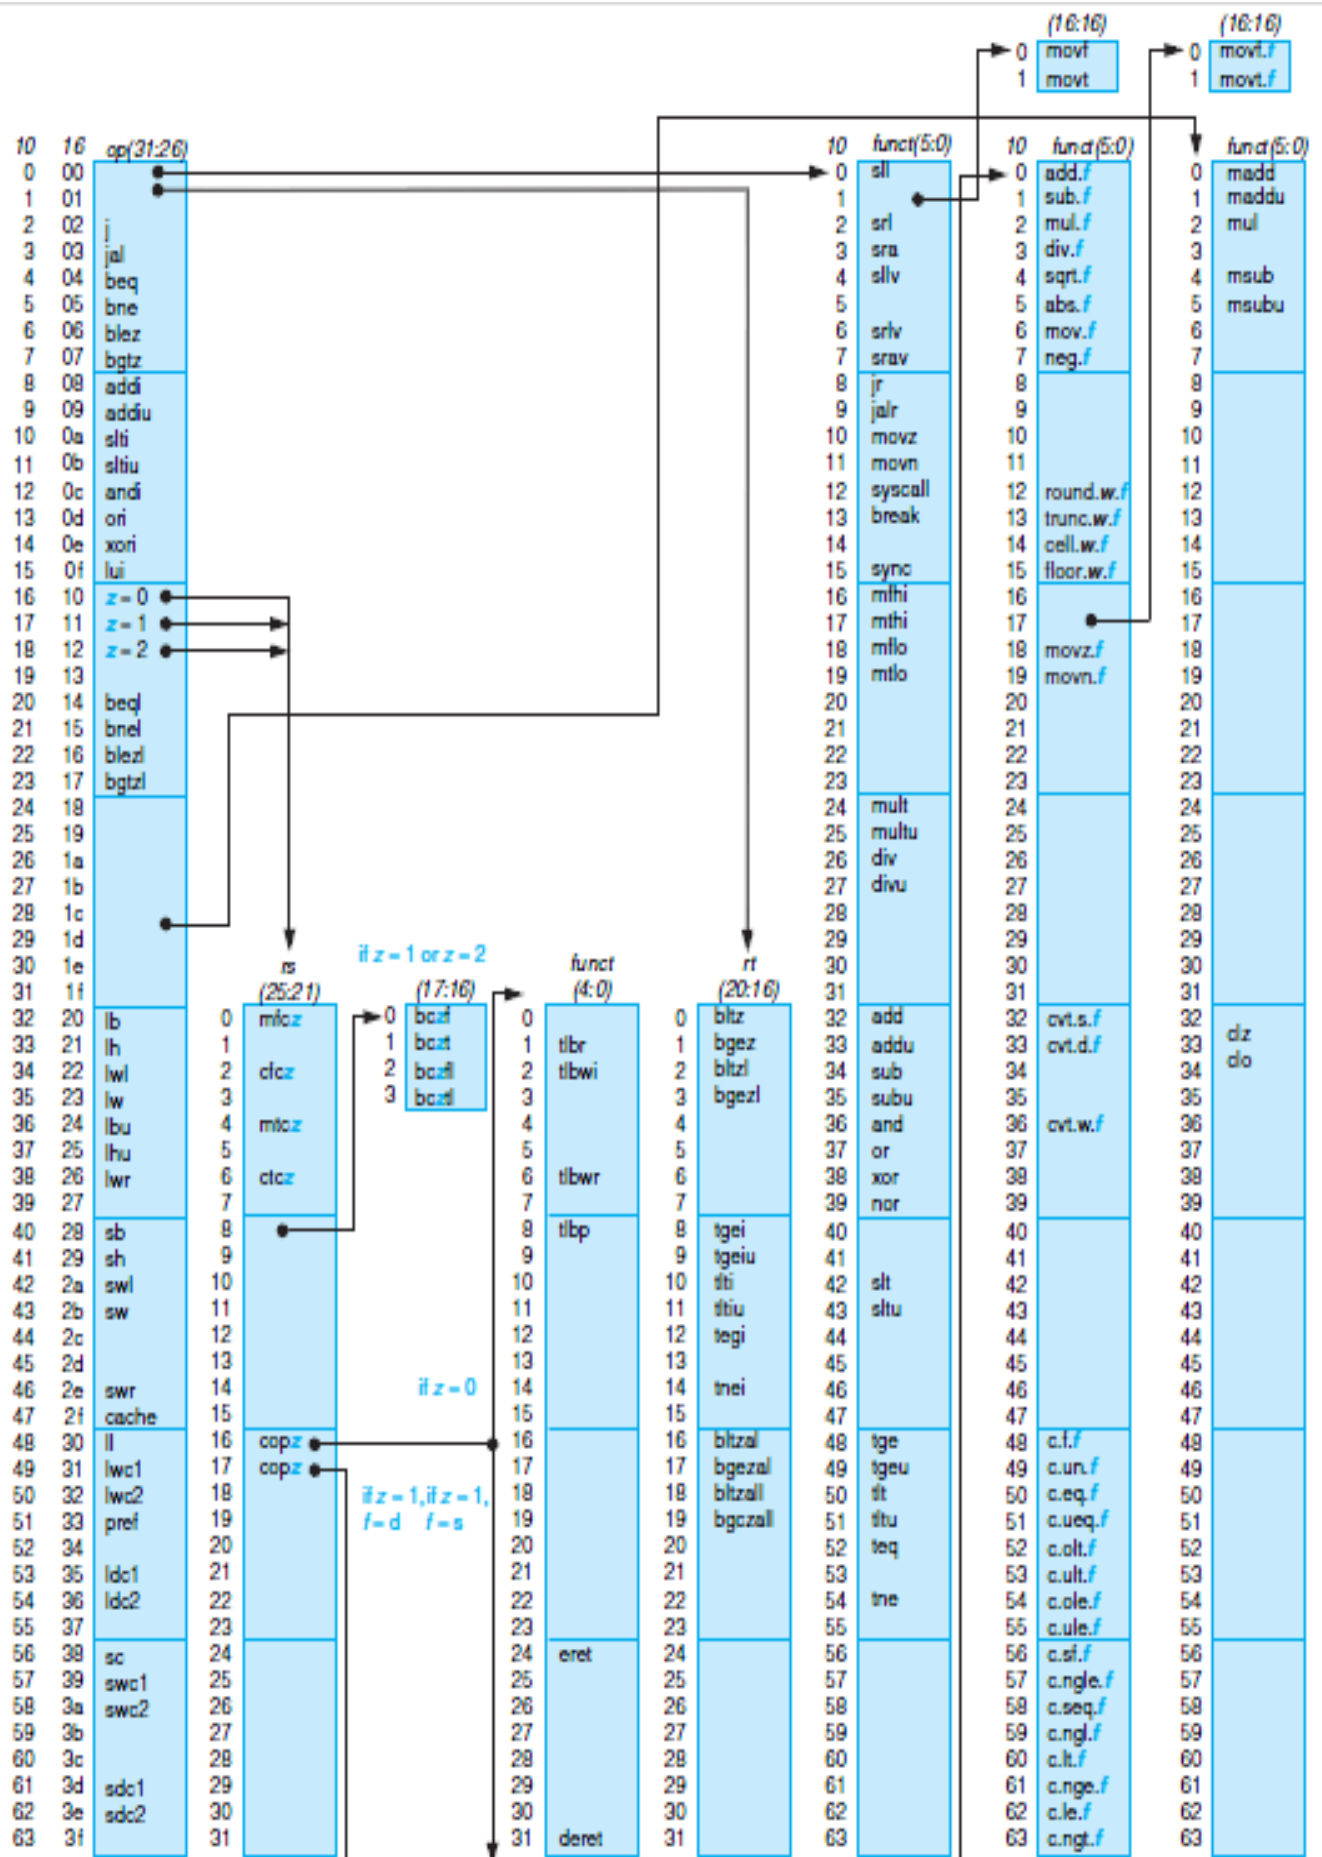 (16:16) (16:16)
0 movf 0 movf.f
1 movt 1 movt.f
10 16 op(31:26) 10 funct(5:0) 10 funct(5:0) funct(5:0)
0 00 0 sll 0 add.f 0 madd
1 01 1 1 sub.f 1 maddu
2 02 j 2 srl 2 mul.f 2 mul
3 03 jal 3 sra 3 div.f 3
4 04 beq 4 sllv 4 sqrt.f 4 msub
5 05 bne 5 5 abs.f 5 msubu
6 06 blez 6 srlv 6 mov.f 6
7 07 bgtz 7 srav 7 neg.f 7
8 08 addi 8 jr 8 8
9 09 addiu 9 jalr 9 9
10 0a slti 10 movz 10 10
11 0b sltiu 11 movn 11 11
12 0c andi 12 syscall 12 round.w.f 12
13 0d ori 13 break 13 trunc.w.f 13
14 0e xori 14 14 cell.w.f 14
15 0f lui 15 sync 15 floor.w.f 15
16 10 z = 0 16 mfhi 16 16
17 11 z = 1 17 mthi 17 17
18 12 z = 2 18 mflo 18 movz.f 18
19 13 19 mtlo 19 movn.f 19
20 14 beql 20 20 20
21 15 bnel 21 21 21
22 16 blezl 22 22 22
23 17 bgtzl 23 23 23
24 18 24 mult 24 24
25 19 25 multu 25 25
26 1a 26 div 26 26
27 1b 27 divu 27 27
28 1c 28 28 28
29 1d 29 29 29
if z = 1 or z = 2
30 1e rs funct rt 30 30 30
31 1f (25:21) (17:16) (4:0) (20:16) 31 31 31
32 20 lb 0 mfcz 0 bczf 0 0 bltz 32 add 32 cvt.s.f 32 clz
33 21 lh 1 1 bczt 1 tlbr 1 bgez 33 addu 33 cvt.d.f 33 clo
34 22 lwl 2 cfcz 2 bczfl 2 tlbwi 2 bltzl 34 sub 34 34
35 23 lw 3 3 bcztl 3 3 bgezl 35 subu 35 35
36 24 lbu 4 mtcz 4 4 36 and 36 cvt.w.f 36
37 25 lhu 5 5 5 37 or 37 37
38 26 lwr 6 ctcz 6 tlbwr 6 38 xor 38 38
39 27 7 7 7 39 nor 39 39
40 28 sb 8 8 tlbp 8 tgei 40 40 40
41 29 sh 9 9 9 tgeiu 41 41 41
42 2a swl 10 10 10 tlti 42 slt 42 42
43 2b sw 11 11 11 tltiu 43 sltu 43 43
44 2c 12 12 12 tegi 44 44 44
45 2d 13 13 13 45 45 45
46 2e swr 14 if z = 0 14 14 tnei 46 46 46
47 2f cache 15 15 15 47 47 47
48 30 ll 16 copz 16 16 bltzal 48 tge 48 c.f.f 48
49 31 lwc1 17 copz 17 17 bgezal 49 tgeu 49 c.un.f 49
50 32 lwc2 18 if z = 1, if z = 1, 18 18 bltzall 50 tlt 50 c.eq.f 50
51 33 pref 19 f = d f = s 19 19 bgczall 51 tltu 51 c.ueq.f 51
52 34 20 20 20 52 teq 52 c.olt.f 52
53 35 ldc1 21 21 21 53 53 c.ult.f 53
54 36 ldc2 22 22 22 54 tne 54 c.ole.f 54
55 37 23 23 23 55 55 c.ule.f 55
56 38 sc 24 24 eret 24 56 56 c.sf.f 56
57 39 swc1 25 25 25 57 57 c.ngle.f 57
58 3a swc2 26 26 26 58 58 c.seq.f 58
59 3b 27 27 27 59 59 c.ngl.f 59
60 3c 28 28 28 60 60 c.lt.f 60
61 3d sdc1 29 29 29 61 61 c.nge.f 61
62 3e sdc2 30 30 30 62 62 c.le.f 62
63 3f 31 31 deret 31 63 63 c.ngt.f 63